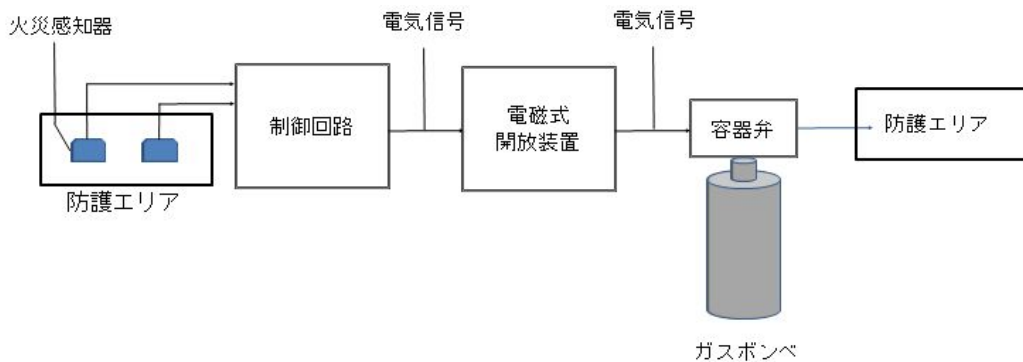 火災感知器
電気信号
電気信号
制御回路
電磁式
開放装置
容器弁
防護エリア
防護エリア
ガスボンベ